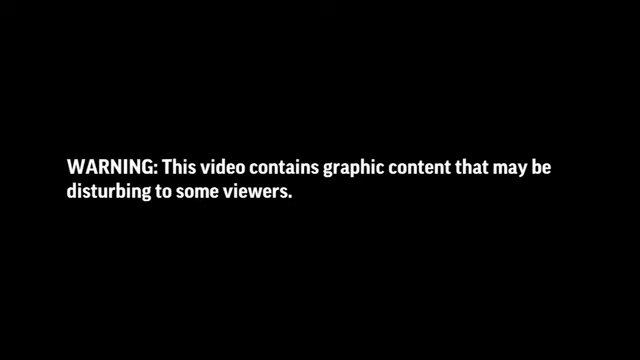 WARNING: This video contains graphic content that may be
disturbing to some viewers.